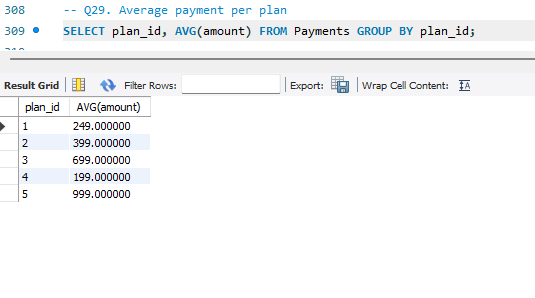 308 -- Q29. Average payment per plan
309 SELECT plan_id, AVG(amount) FROM Payments GROUP BY plan_id;
Result Grid Filter Rows: Export: Wrap Cell Content:
plan_id AVG(amount)
1 249.000000
2 399.000000
3 699.000000
4 199.000000
5 999.000000